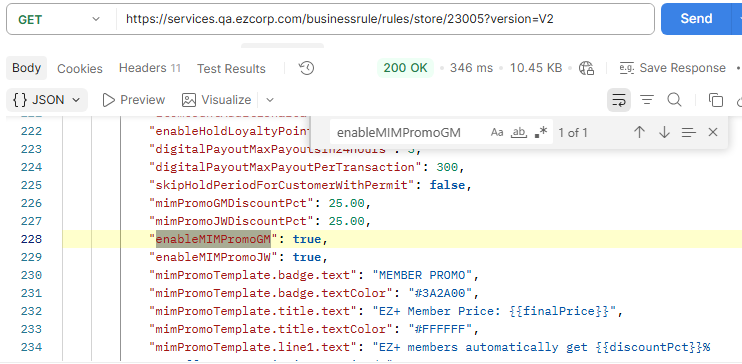 GET
https://services.qa.ezcorp.com/businessrule/rules/store/23005?version=V2
Send
Body Cookies Headers 11 Test Results
200 OK • 346 ms • 10.45 KB
e.g. Save Response
{} JSON Preview Visualize
enableMIMPromoGM Aa ab 1 of 1
222 "enableHoldLoyaltyPoint
223 "digitalPayoutMaxPayoutsIn24Hours": 3,
224 "digitalPayoutMaxPayoutPerTransaction": 300,
225 "skipHoldPeriodForCustomerWithPermit": false,
226 "mimPromoGMDiscountPct": 25.00,
227 "mimPromoJWDiscountPct": 25.00,
228 "enableMIMPromoGM": true,
229 "enableMIMPromoJW": true,
230 "mimPromoTemplate.badge.text": "MEMBER PROMO",
231 "mimPromoTemplate.badge.textColor": "#3A2A00",
232 "mimPromoTemplate.title.text": "EZ+ Member Price: {{finalPrice}}",
233 "mimPromoTemplate.title.textColor": "#FFFFFF",
234 "mimPromoTemplate.line1.text": "EZ+ members automatically get {{discountPct}}%